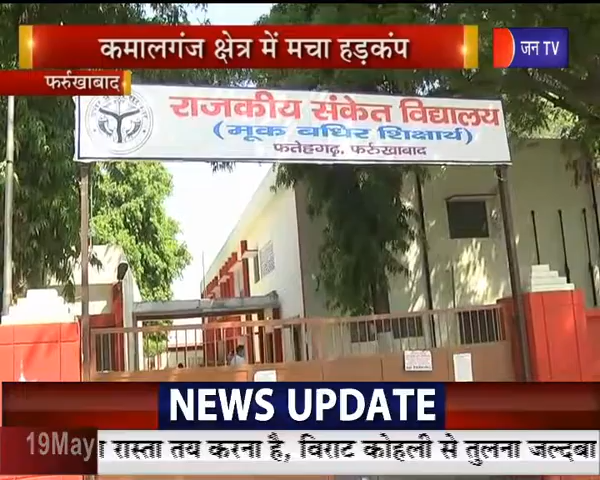 कमालगंज क्षेत्र में मचा हड़कंप
जन TV
फर्रुखाबाद
राजकीय संकेत विद्यालय
(मूक बधिर शिक्षार्थ)
फतेहगढ़, फर्रुखाबाद
NEWS UPDATE
19May
रास्ता तय करना है, विराट कोहली से तुलना जल्दबा